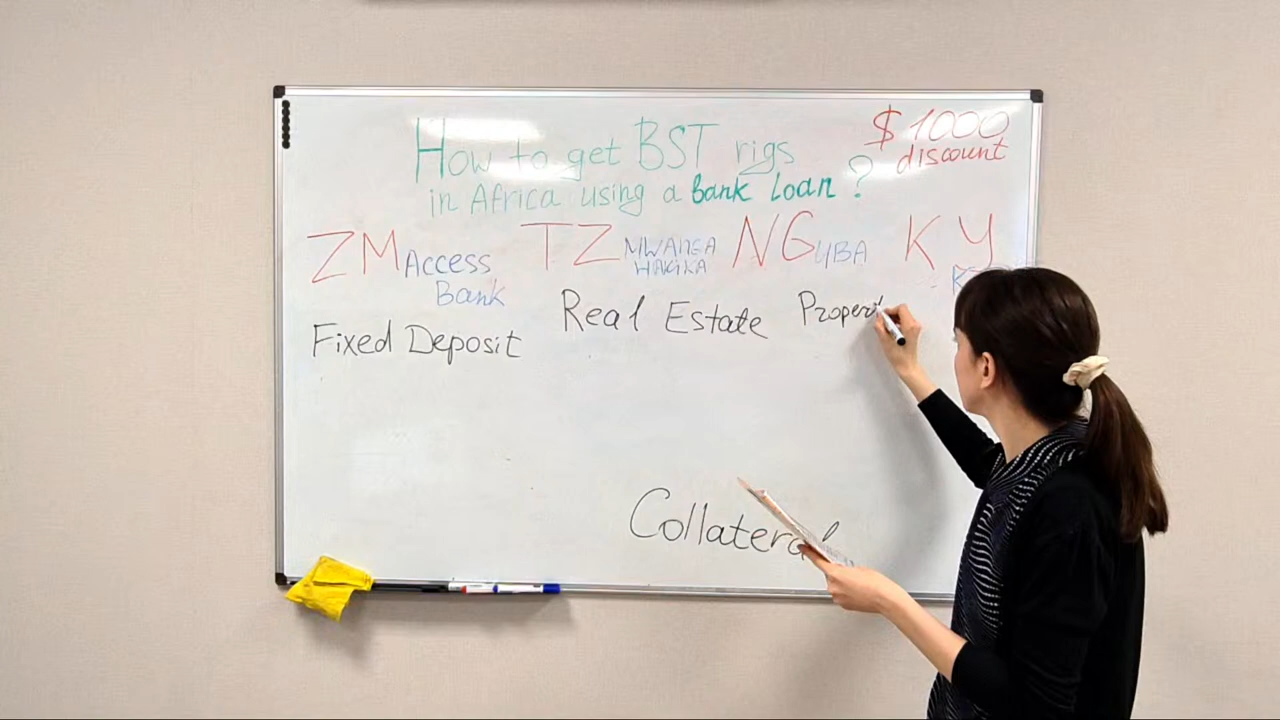 How to get BST rigs
in Africa using a bank loan ?
$ 1000
discount
ZM Access
Bank
TZ MWANGA
HAKIKA
NG UBA
KY
K
Fixed Deposit
Real Estate
Propert
Collateral